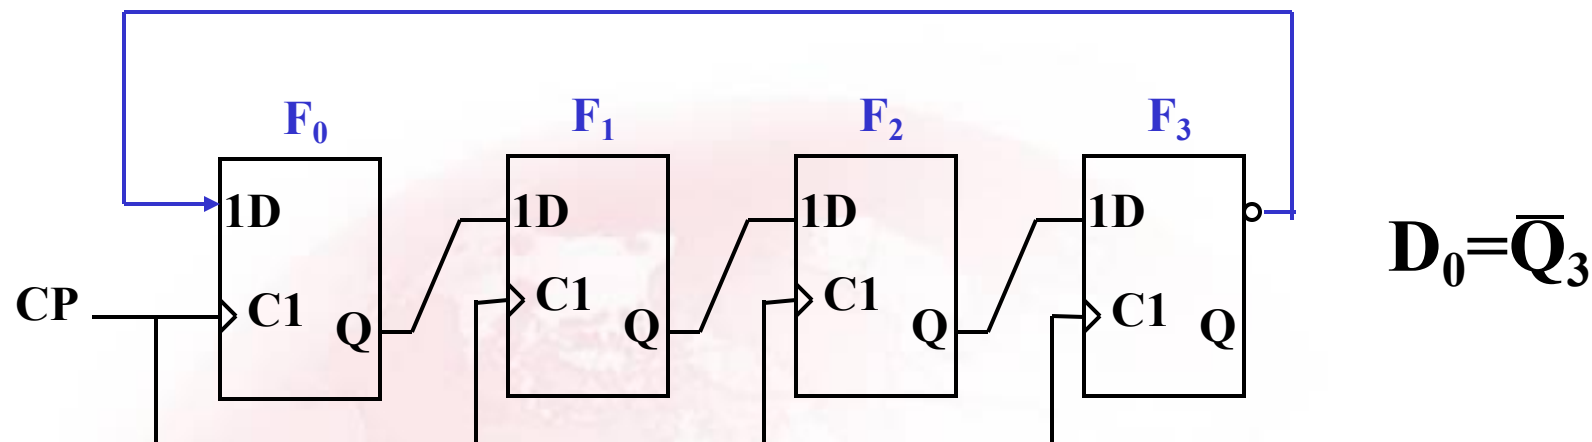 F₀ F₁ F₂ F₃
1D 1D 1D 1D
D₀=Q̅₃
CP C1 C1 C1 C1
Q Q Q Q